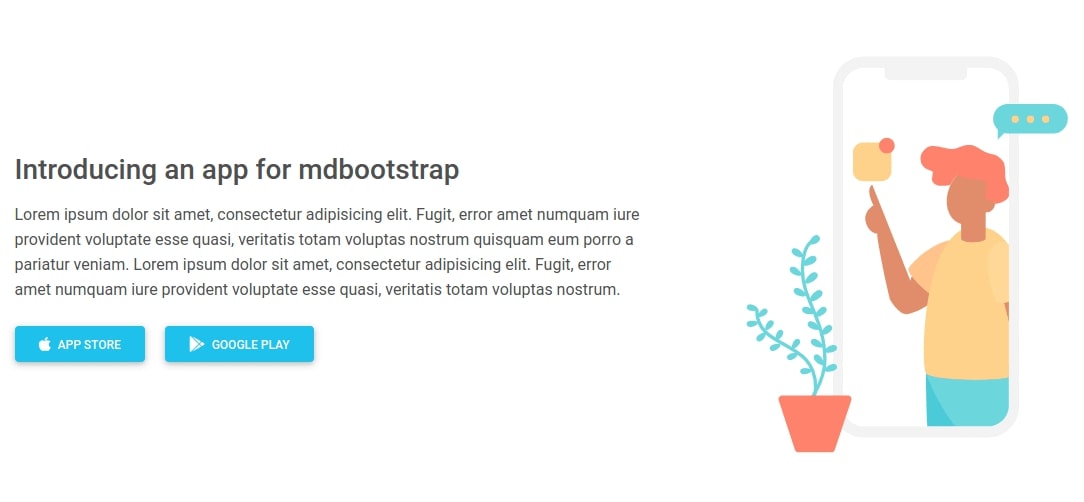 Introducing an app for mdbootstrap
Lorem ipsum dolor sit amet, consectetur adipisicing elit. Fugit, error amet numquam iure
provident voluptate esse quasi, veritatis totam voluptas nostrum quisquam eum porro a
pariatur veniam. Lorem ipsum dolor sit amet, consectetur adipisicing elit. Fugit, error
amet numquam iure provident voluptate esse quasi, veritatis totam voluptas nostrum.
APP STORE
GOOGLE PLAY